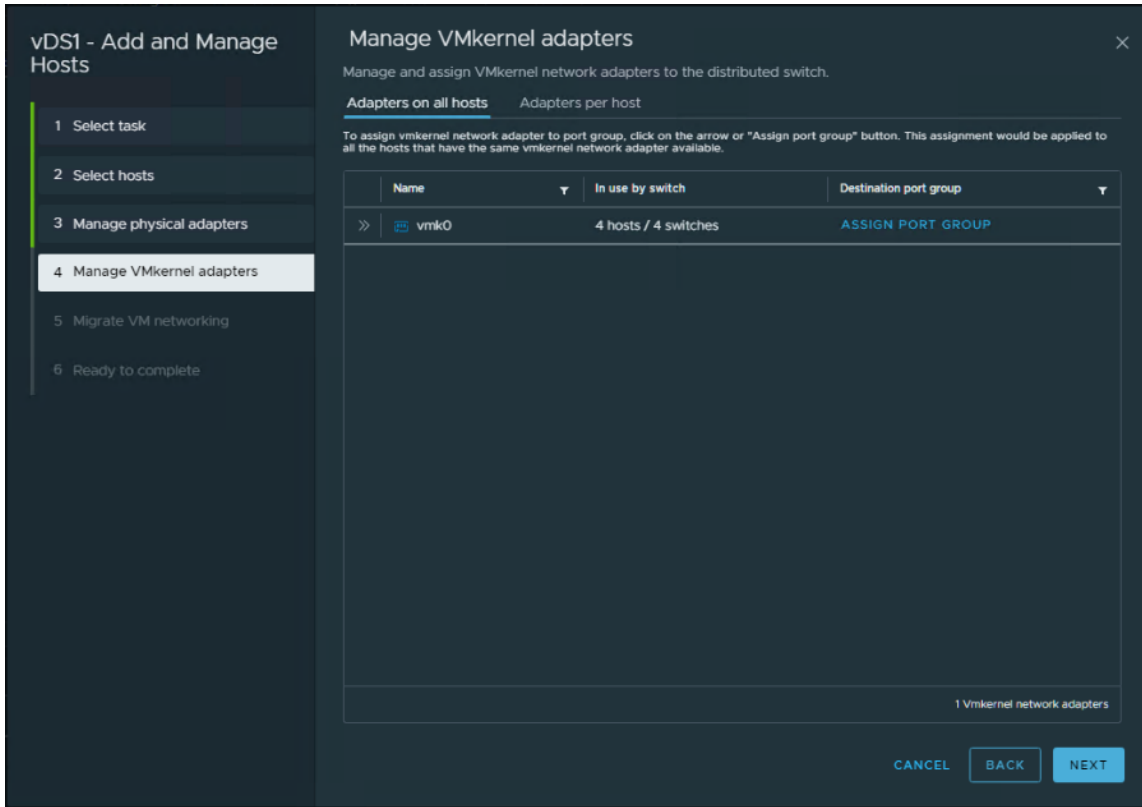 vDS1 - Add and Manage
Hosts
1 Select task
2 Select hosts
3 Manage physical adapters
4 Manage VMkernel adapters
5 Migrate VM networking
6 Ready to complete
Manage VMkernel adapters
Manage and assign VMkernel network adapters to the distributed switch.
Adapters on all hosts Adapters per host
To assign vmkernel network adapter to port group, click on the arrow or "Assign port group" button. This assignment would be applied to
all the hosts that have the same vmkernel network adapter available.
Name In use by switch Destination port group
vmk0 4 hosts / 4 switches ASSIGN PORT GROUP
1 Vmkernel network adapters
CANCEL BACK NEXT